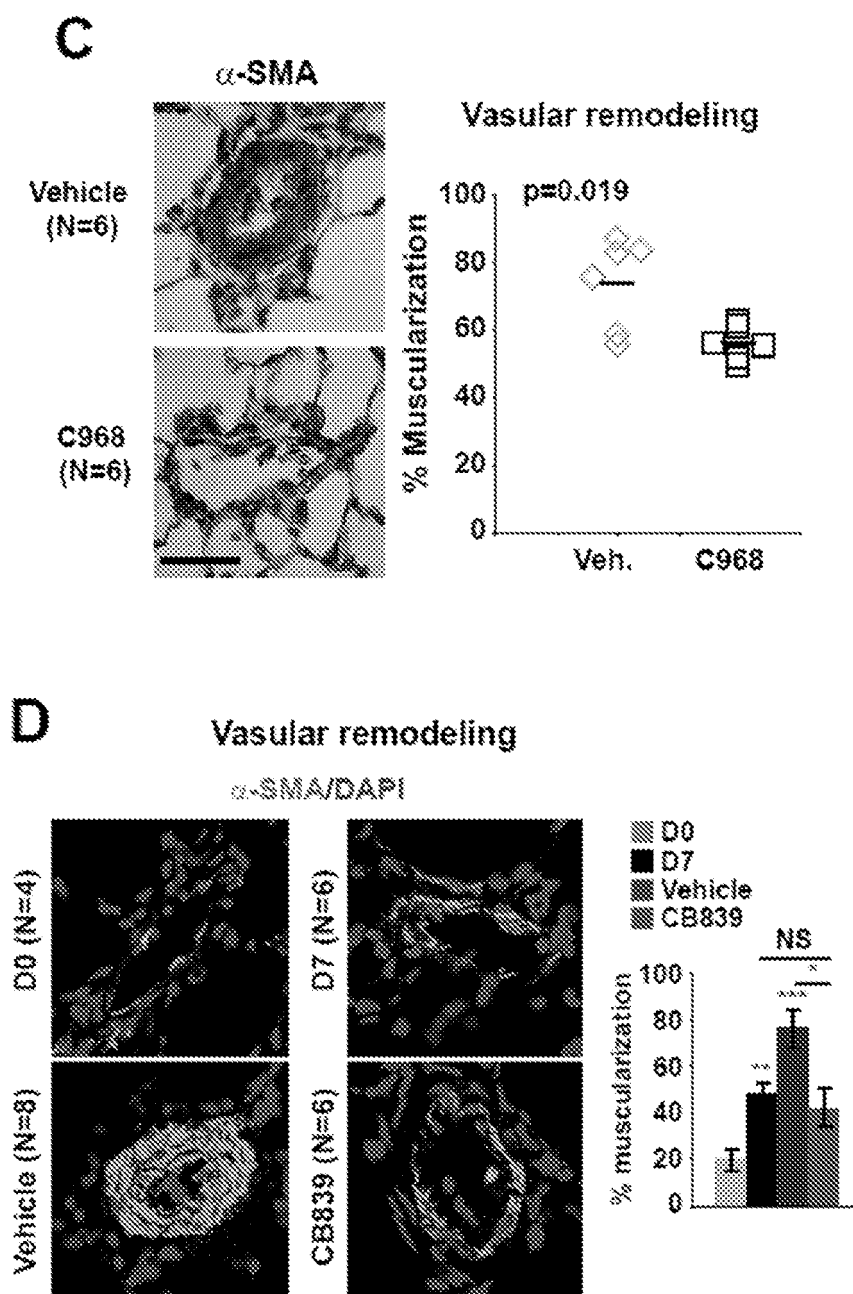 C
α-SMA
Vehicle
(N=6)
C968
(N=6)
Vasular remodeling
p=0.019
% Muscularization
100
80
60
40
20
0
Veh.
C968
D
Vasular remodeling
α-SMA/DAPI
D0 (N=4)
D7 (N=6)
Vehicle (N=8)
CB839 (N=6)
D0
D7
Vehicle
CB839
NS
*
***
**
% muscularization
100
80
60
40
20
0